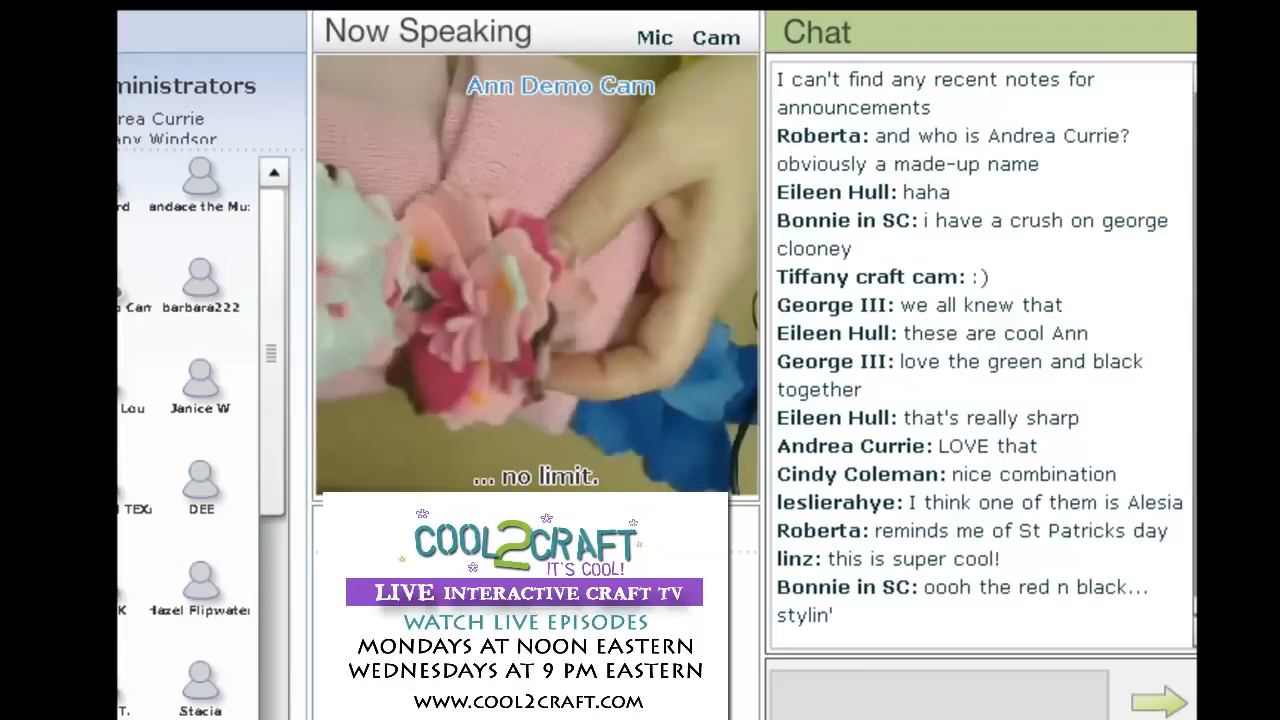 ministrators
rea Currie
any Windsor
rd
andace the Mu:
Cam
barbara222
Lou
Janice W
TEX
DEE
K
Hazel Flipwater
T.
Stacia
Now Speaking
Mic Cam
Ann Demo Cam
... no limit.
COOL2CRAFT
IT'S COOL!
LIVE INTERACTIVE CRAFT TV
WATCH LIVE EPISODES
MONDAYS AT NOON EASTERN
WEDNESDAYS AT 9 PM EASTERN
WWW.COOL2CRAFT.COM
Chat
I can't find any recent notes for
announcements
Roberta: and who is Andrea Currie?
obviously a made-up name
Eileen Hull: haha
Bonnie in SC: i have a crush on george
clooney
Tiffany craft cam: :)
George III: we all knew that
Eileen Hull: these are cool Ann
George III: love the green and black
together
Eileen Hull: that's really sharp
Andrea Currie: LOVE that
Cindy Coleman: nice combination
leslierahye: I think one of them is Alesia
Roberta: reminds me of St Patricks day
linz: this is super cool!
Bonnie in SC: oooh the red n black...
stylin'